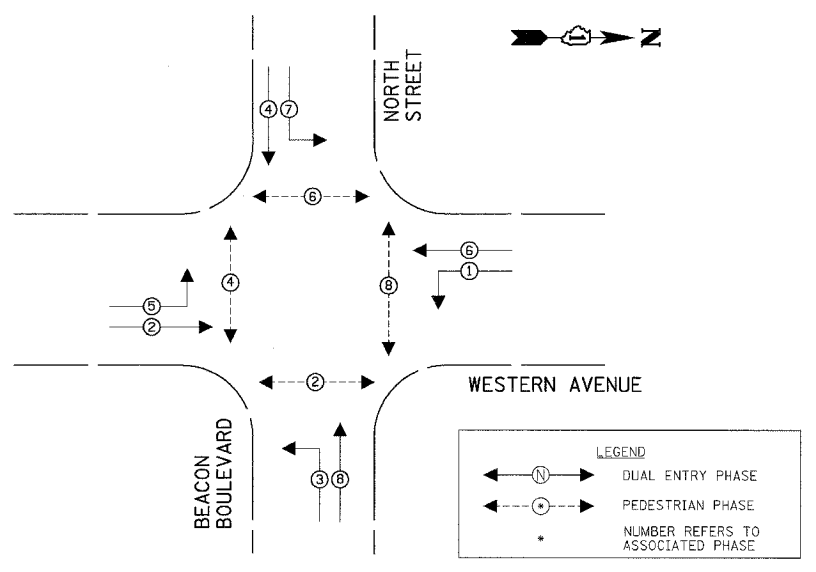 NORTH
STREET
1
N
4 7
6
6
1
4
8
5
2
2
WESTERN AVENUE
BEACON
BOULEVARD
3 8
LEGEND
N DUAL ENTRY PHASE
* PEDESTRIAN PHASE
* NUMBER REFERS TO
ASSOCIATED PHASE